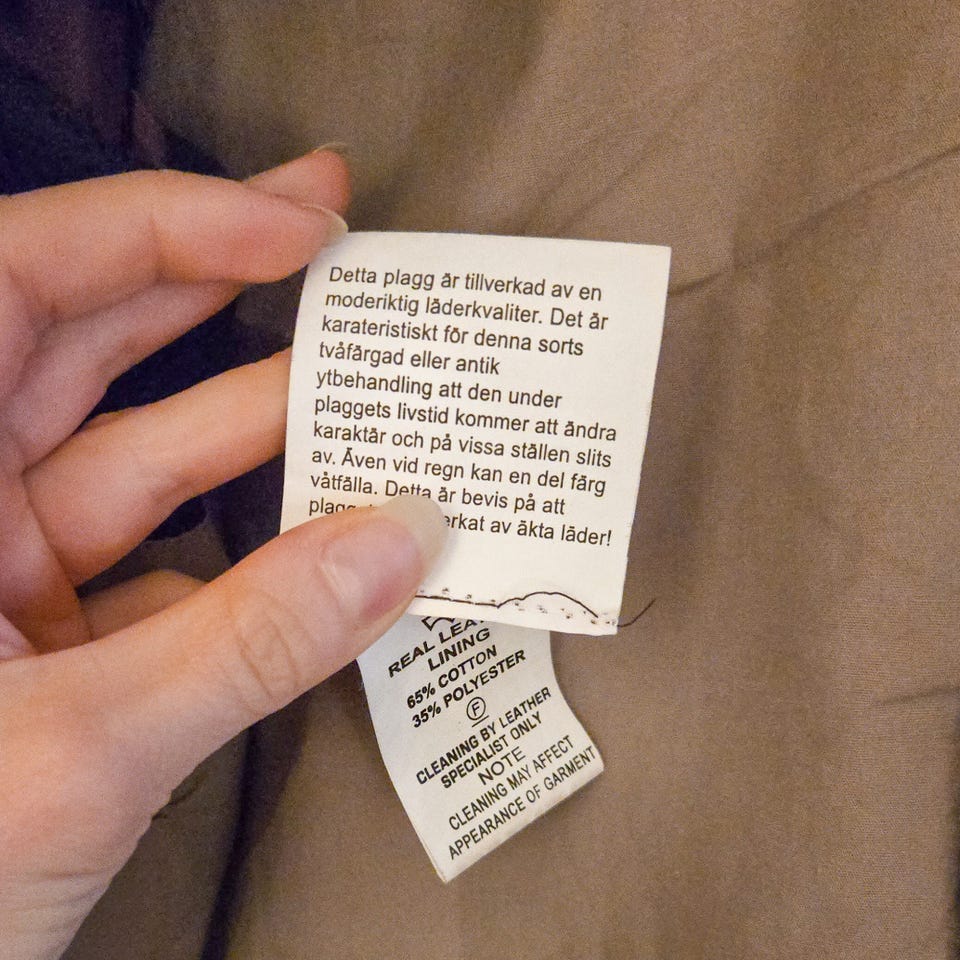 Detta plagg är tillverkad av en
moderiktig läderkvaliter. Det är
karateristiskt för denna sorts
tvåfärgad eller antik
ytbehandling att den under
plaggets livstid kommer att ändra
karaktär och på vissa ställen slits
av. Även vid regn kan en del färg
våtfälla. Detta är bevis på att
av äkta läder!
REAL
LINING
65% COTTON
35% POLYESTER
F
CLEANING BY LEATHER
SPECIALIST ONLY
NOTE
CLEANING MAY AFFECT
APPEARANCE OF GARMENT